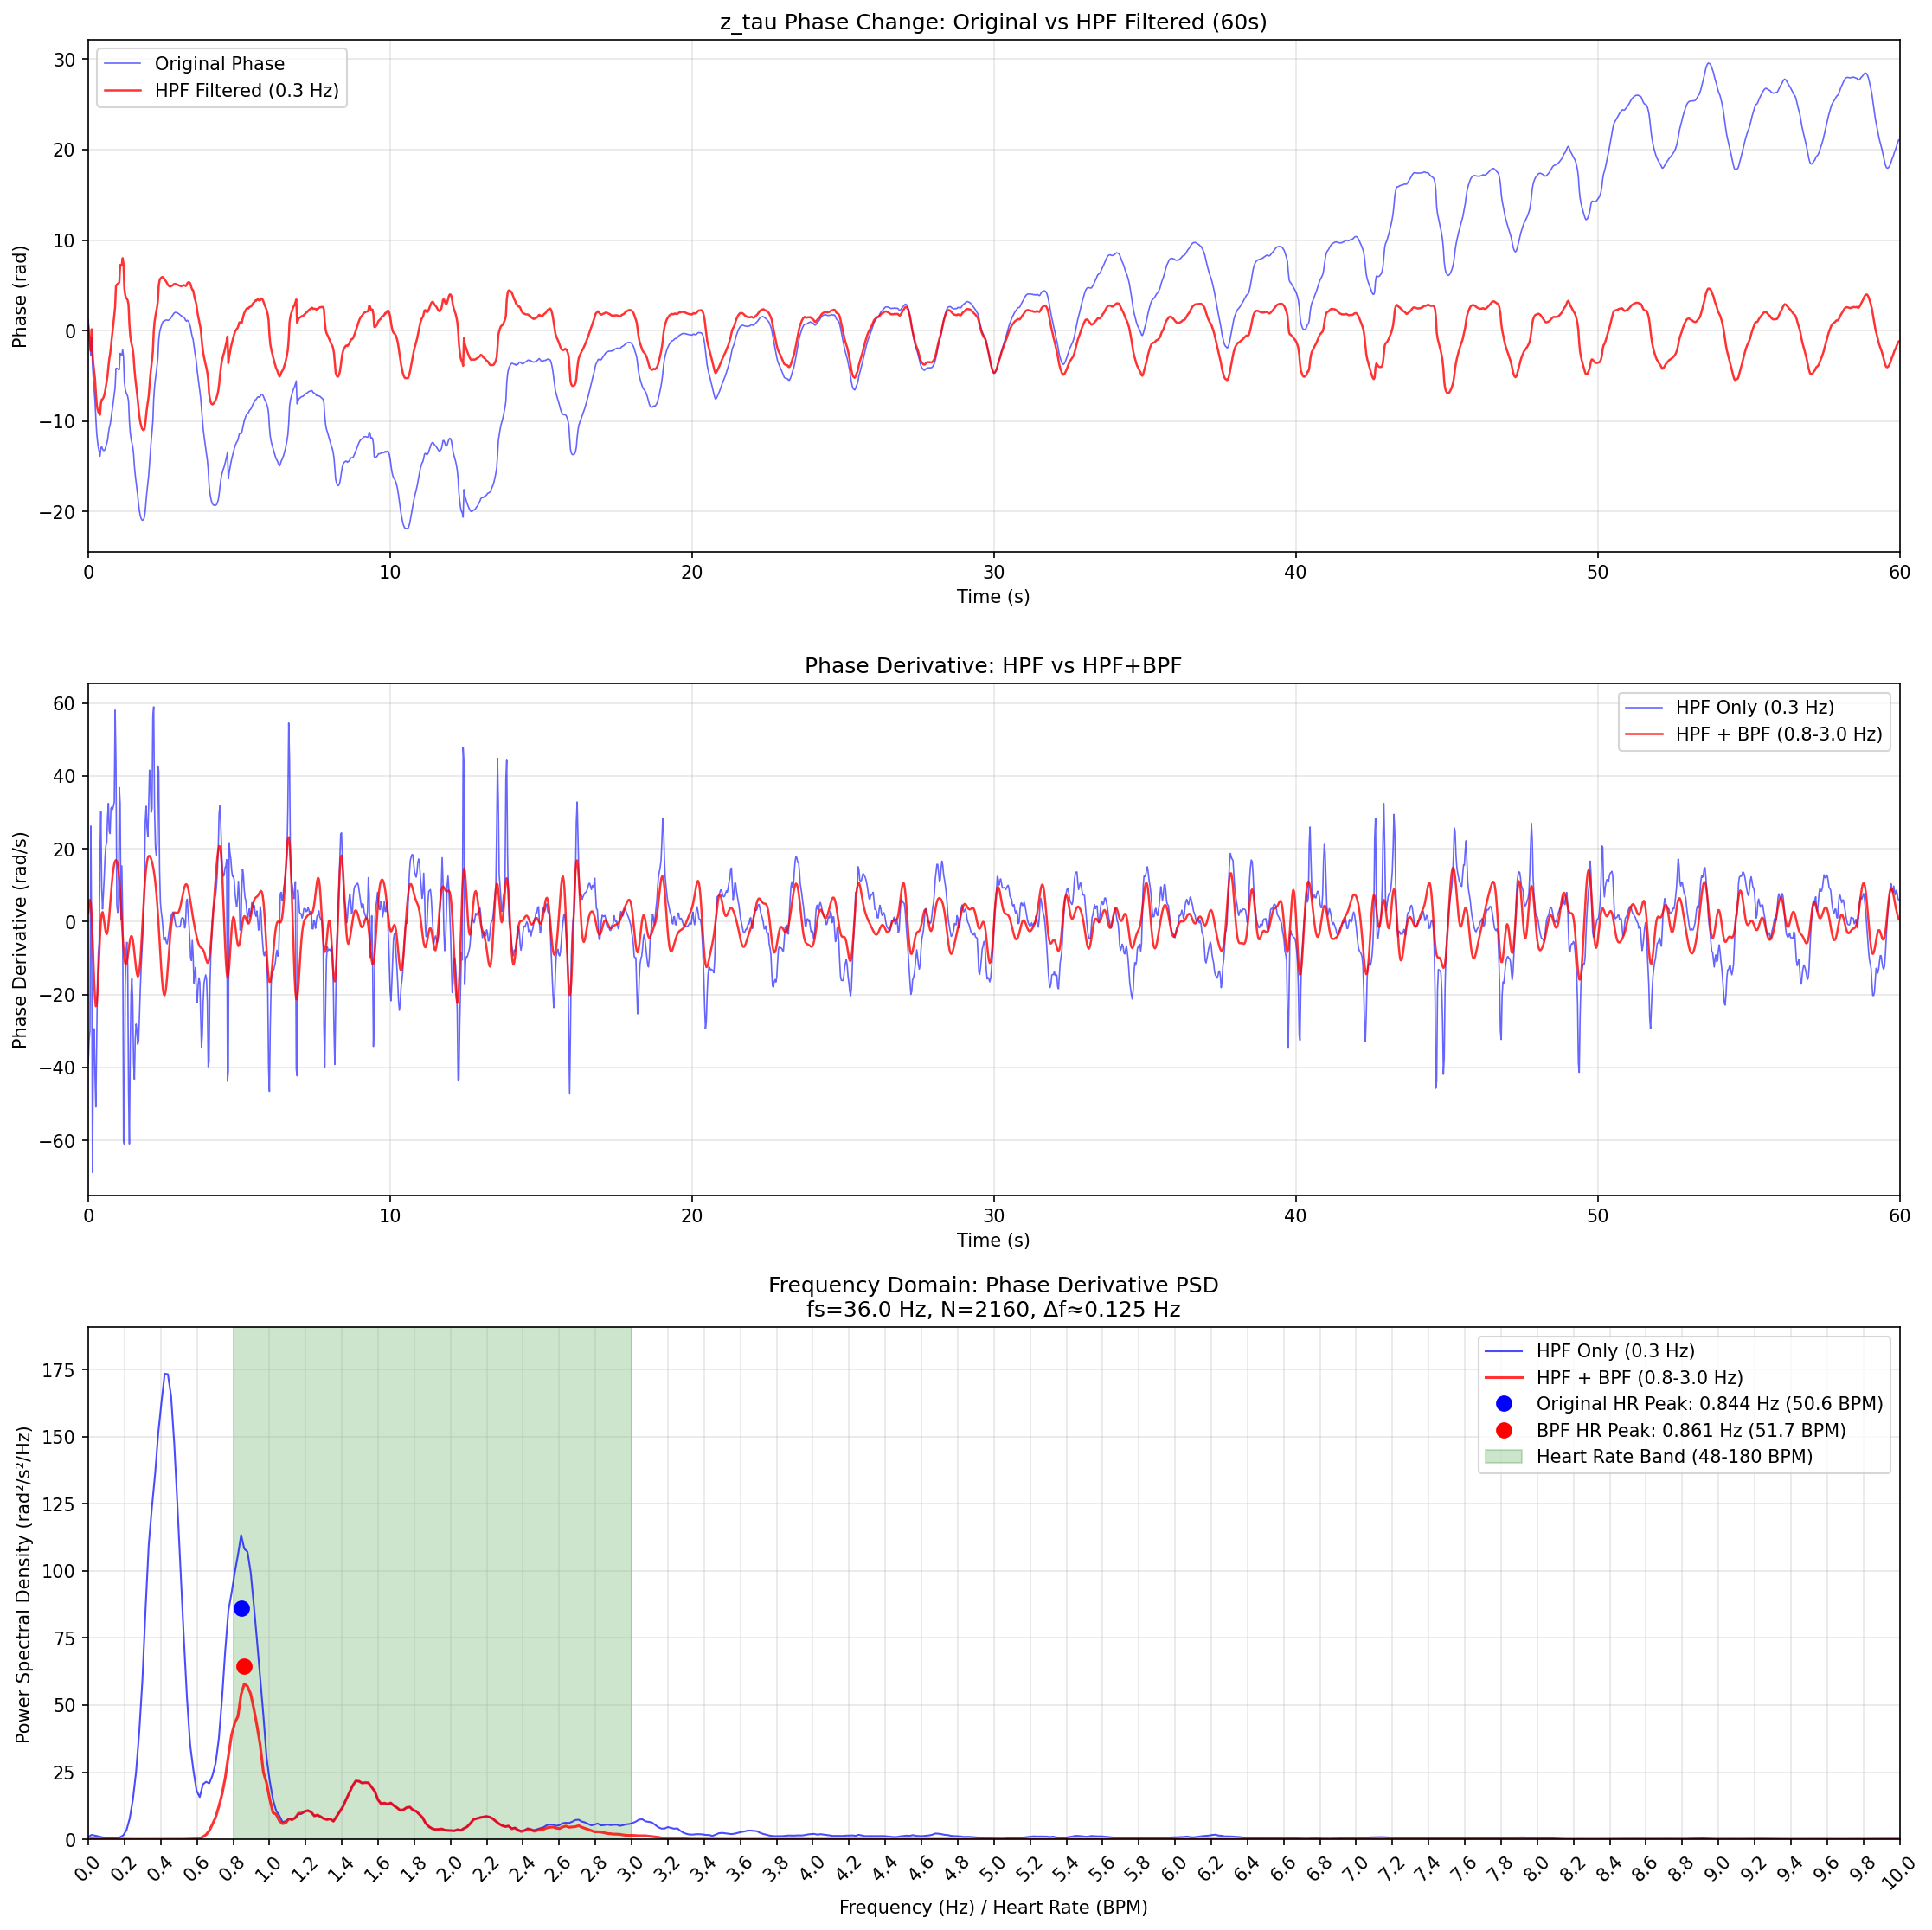 z_tau Phase Change: Original vs HPF Filtered (60s)
Original Phase
HPF Filtered (0.3 Hz)
Phase (rad)
30
20
10
0
−10
−20
0 10 20 30 40 50 60
Time (s)
Phase Derivative: HPF vs HPF+BPF
HPF Only (0.3 Hz)
HPF + BPF (0.8-3.0 Hz)
Phase Derivative (rad/s)
60
40
20
0
−20
−40
−60
0 10 20 30 40 50 60
Time (s)
Frequency Domain: Phase Derivative PSD
fs=36.0 Hz, N=2160, Δf≈0.125 Hz
HPF Only (0.3 Hz)
HPF + BPF (0.8-3.0 Hz)
Original HR Peak: 0.844 Hz (50.6 BPM)
BPF HR Peak: 0.861 Hz (51.7 BPM)
Heart Rate Band (48-180 BPM)
Power Spectral Density (rad²/s²/Hz)
175
150
125
100
75
50
25
0
0.0 0.2 0.4 0.6 0.8 1.0 1.2 1.4 1.6 1.8 2.0 2.2 2.4 2.6 2.8 3.0 3.2 3.4 3.6 3.8 4.0 4.2 4.4 4.6 4.8 5.0 5.2 5.4 5.6 5.8 6.0 6.2 6.4 6.6 6.8 7.0 7.2 7.4 7.6 7.8 8.0 8.2 8.4 8.6 8.8 9.0 9.2 9.4 9.6 9.8 10.0
Frequency (Hz) / Heart Rate (BPM)